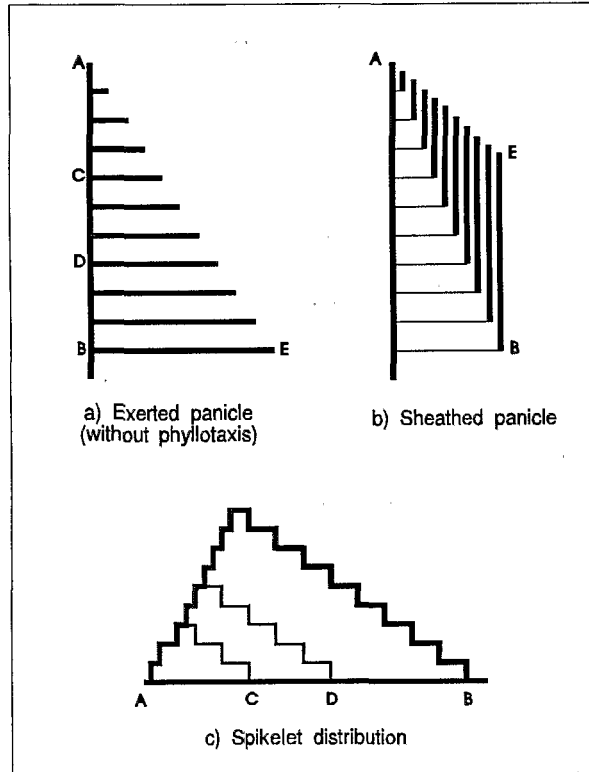 A
C
D
B
E
a) Exerted panicle
(without phyllotaxis)
A
E
B
b) Sheathed panicle
A
C
D
B
c) Spikelet distribution